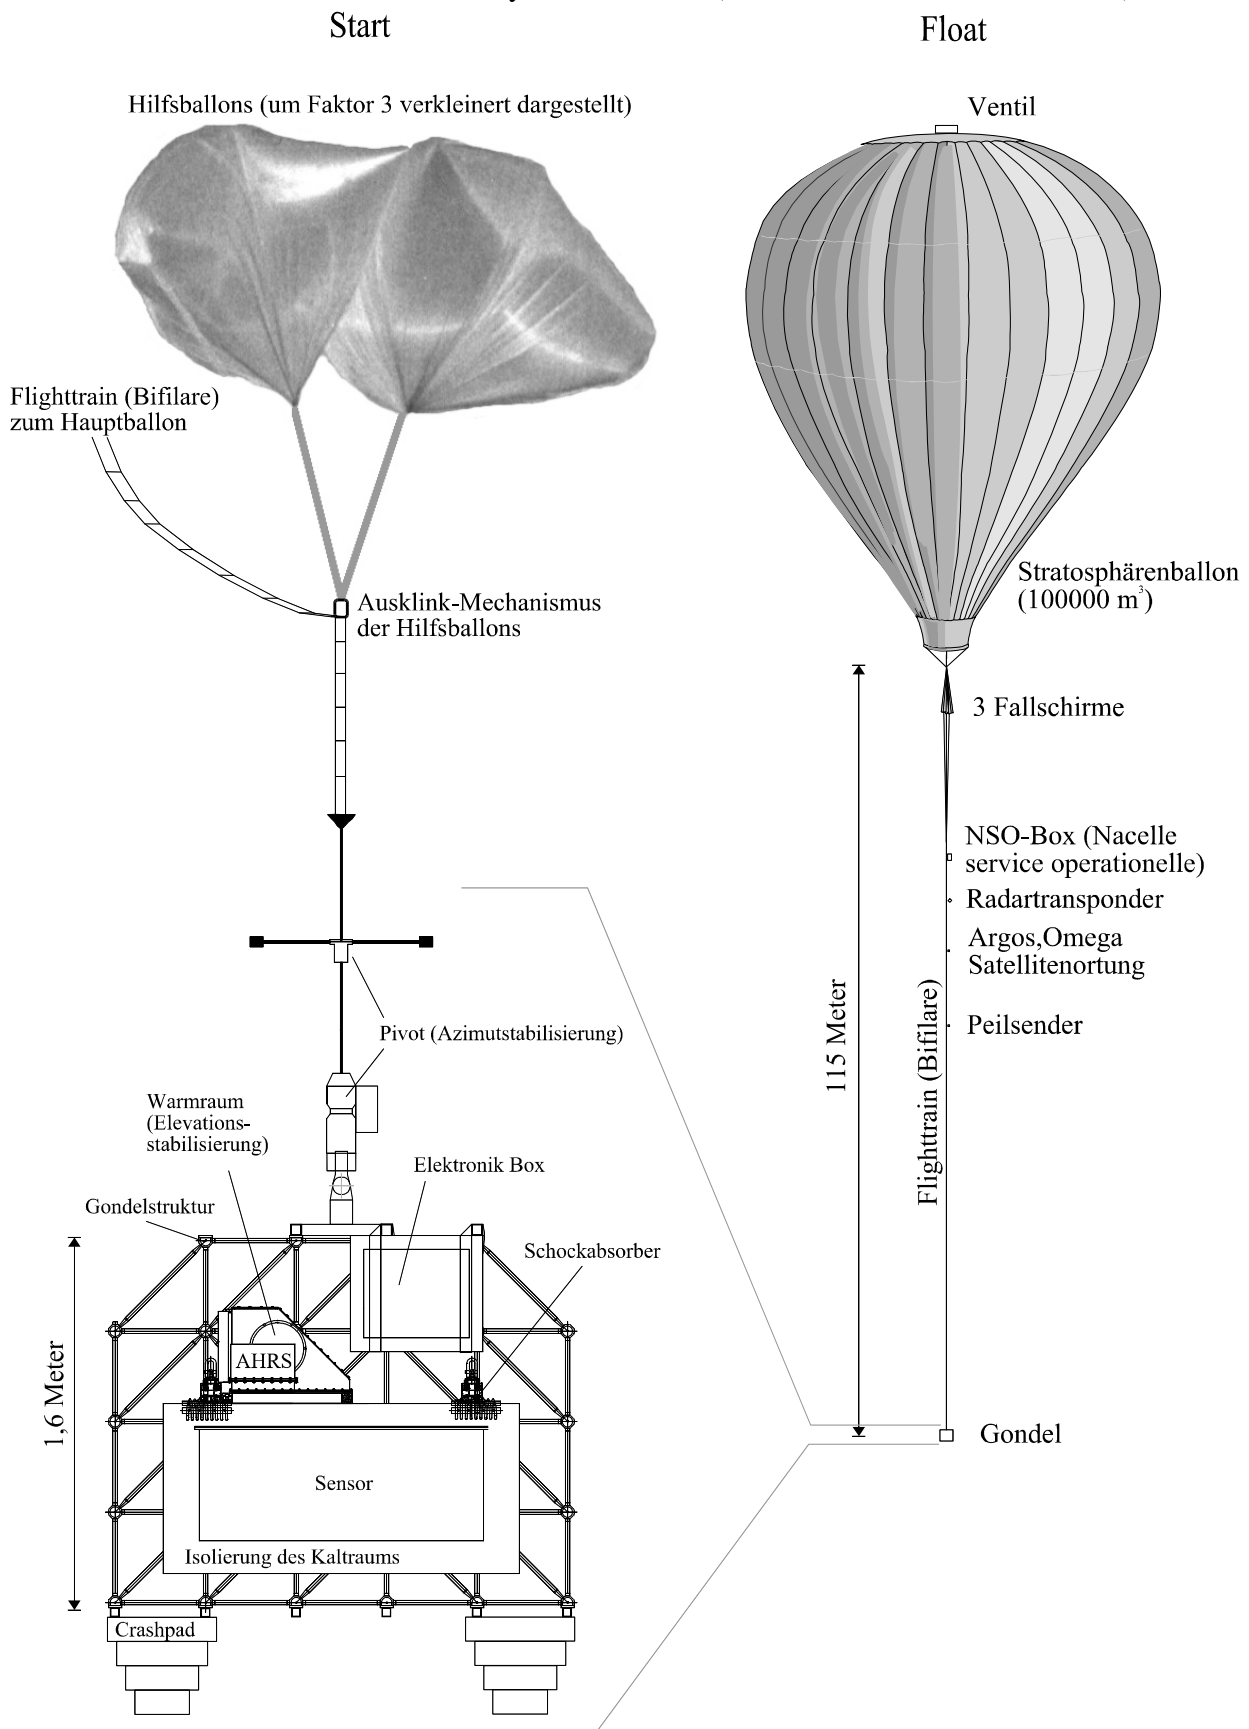 Start
Float
Hilfsballons (um Faktor 3 verkleinert dargestellt)
Ventil
Flighttrain (Bifilare)
zum Hauptballon
Stratosphärenballon
(100000 m³)
Ausklink-Mechanismus
der Hilfsballons
3 Fallschirme
NSO-Box (Nacelle
service operationelle)
Radartransponder
Argos,Omega
Satellitenortung
Peilsender
115 Meter
Flighttrain (Bifilare)
Pivot (Azimutstabilisierung)
Warmraum
(Elevations-
stabilisierung)
Elektronik Box
Gondelstruktur
Schockabsorber
AHRS
1,6 Meter
Gondel
Sensor
Isolierung des Kaltraums
Crashpad